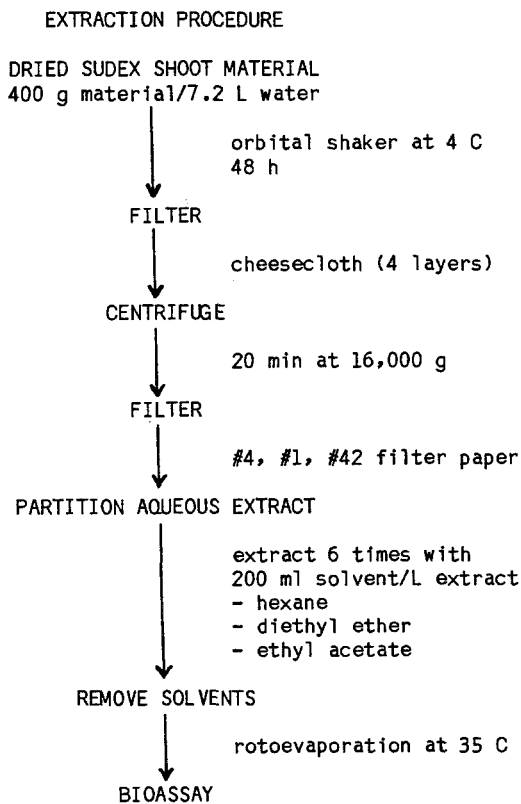 EXTRACTION PROCEDURE
DRIED SUDEX SHOOT MATERIAL
400 g material/7.2 L water
orbital shaker at 4 C
48 h
FILTER
cheesecloth (4 layers)
CENTRIFUGE
20 min at 16,000 g
FILTER
#4, #1, #42 filter paper
PARTITION AQUEOUS EXTRACT
extract 6 times with
200 ml solvent/L extract
- hexane
- diethyl ether
- ethyl acetate
REMOVE SOLVENTS
rotoevaporation at 35 C
BIOASSAY